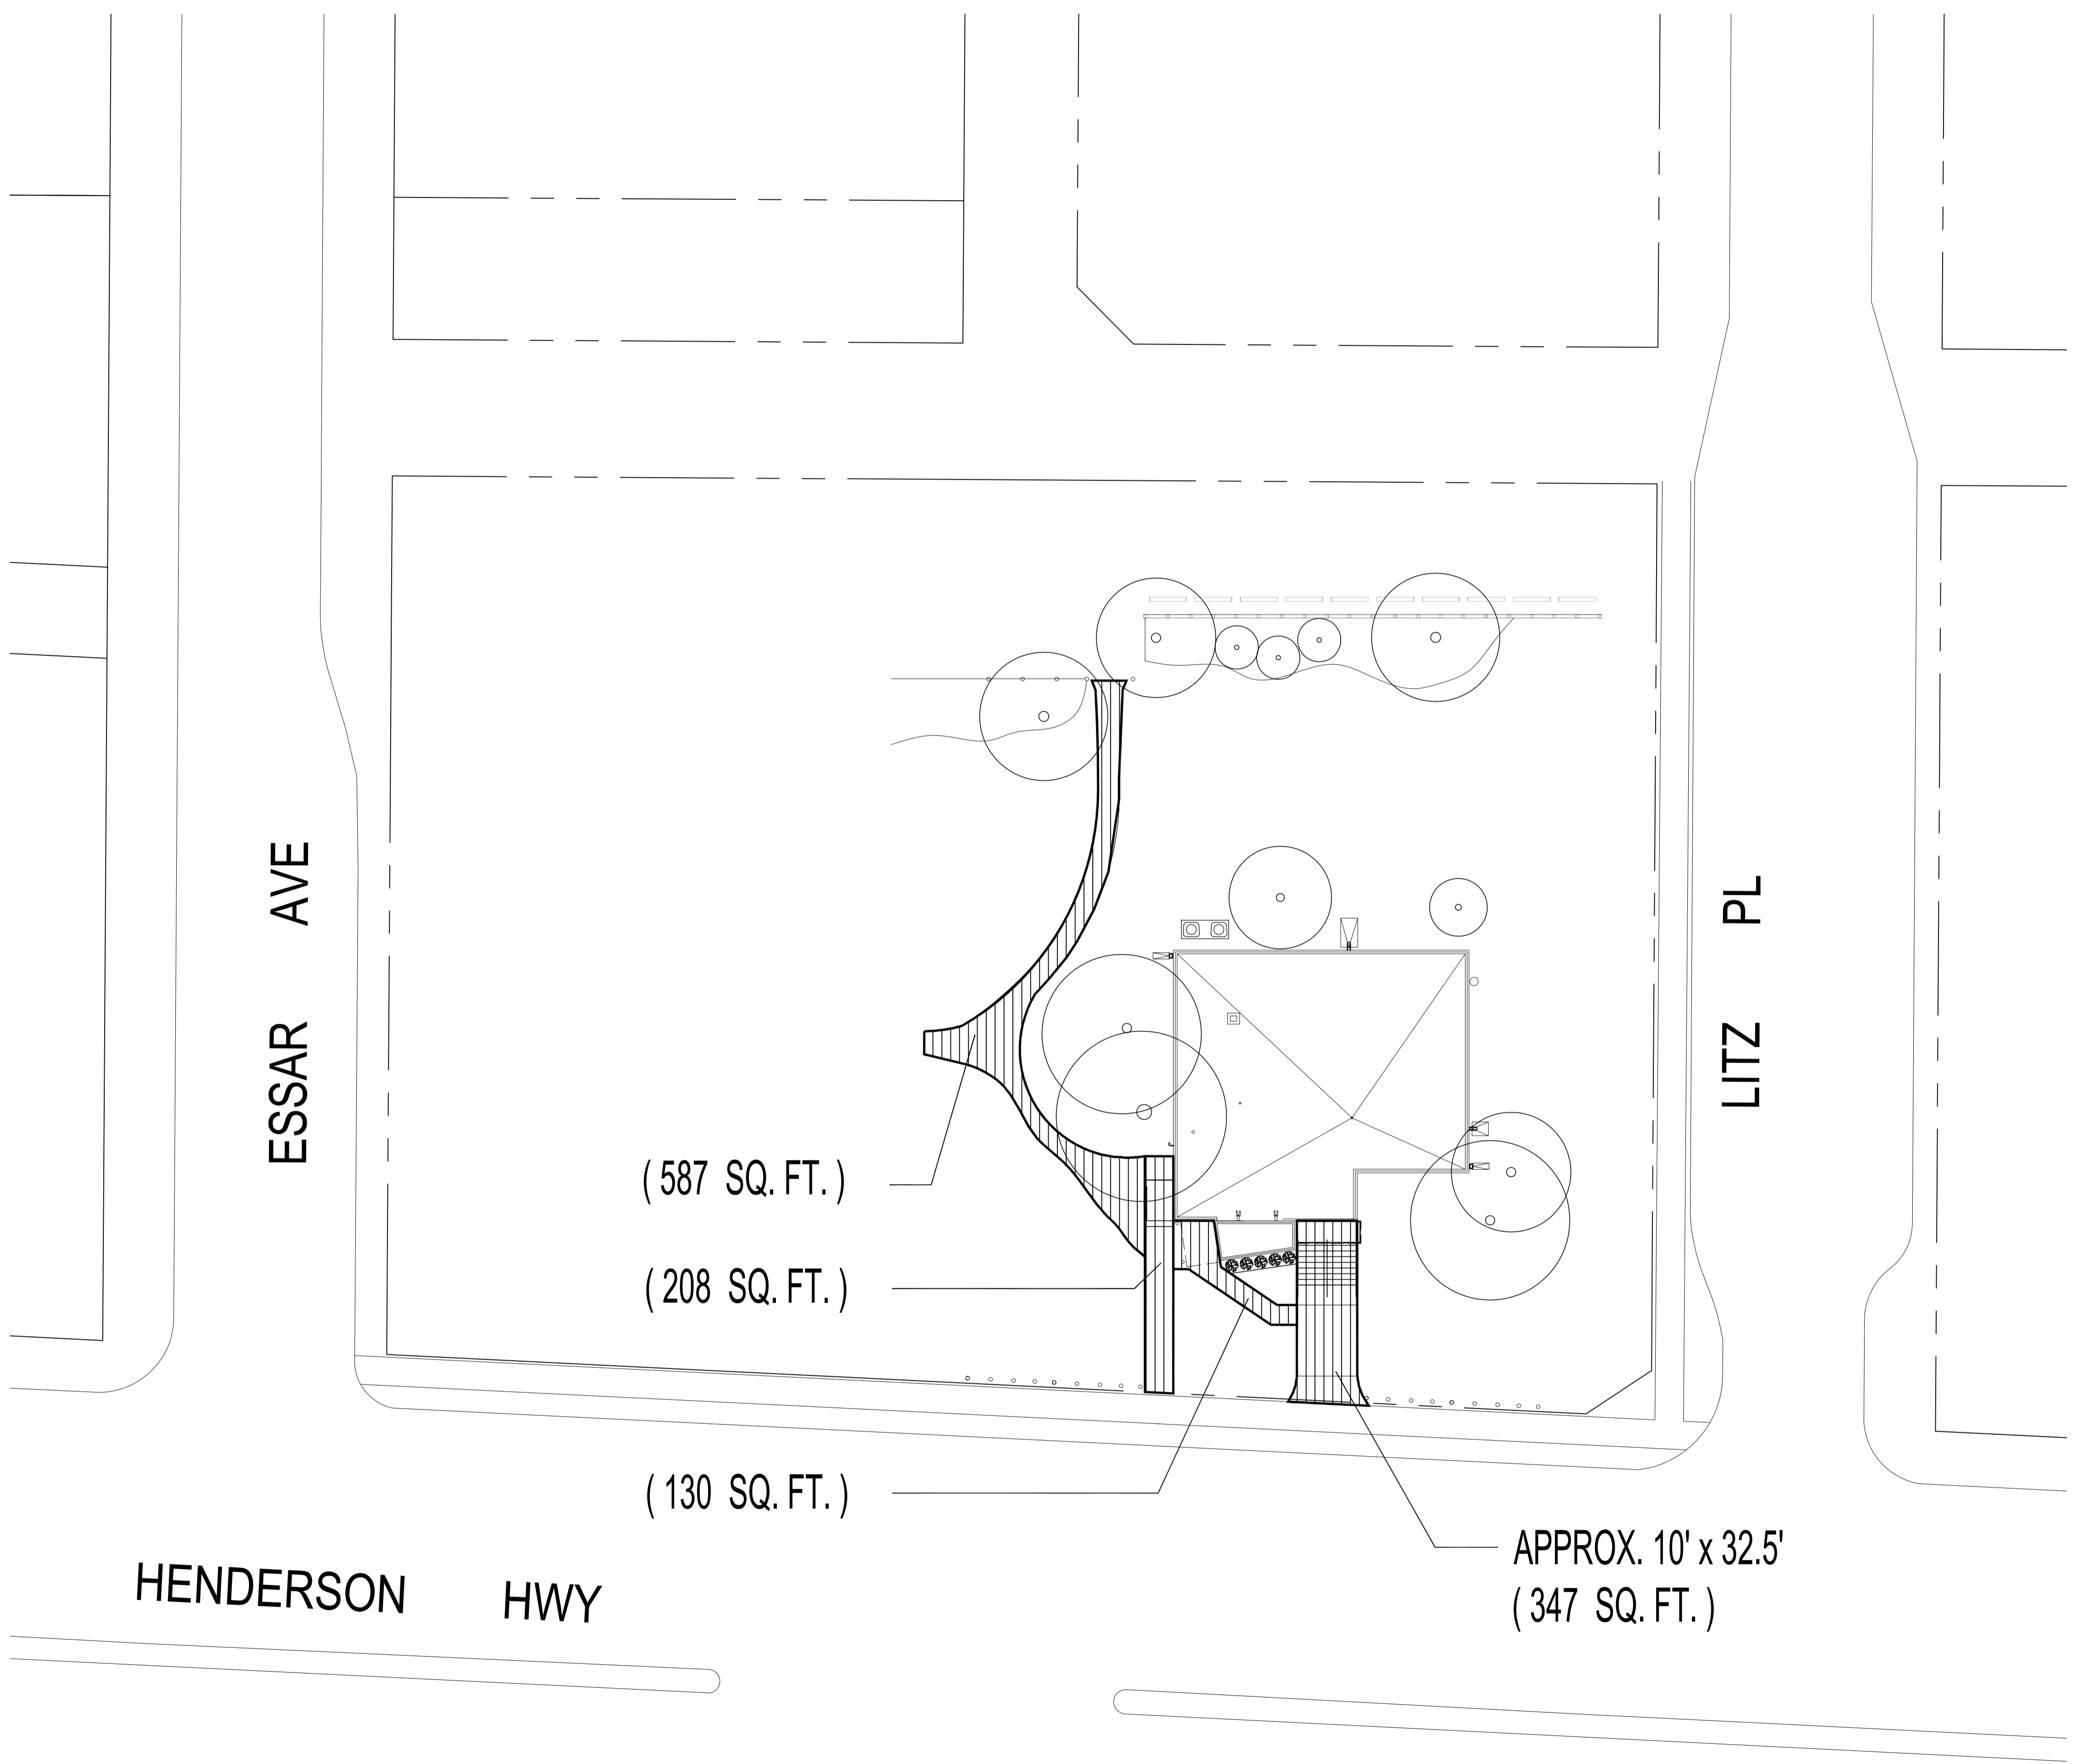 ESSAR AVE
LITZ PL
( 587 SQ. FT. )
( 208 SQ. FT. )
( 130 SQ. FT. )
APPROX. 10' x 32.5'
( 347 SQ. FT. )
HENDERSON HWY